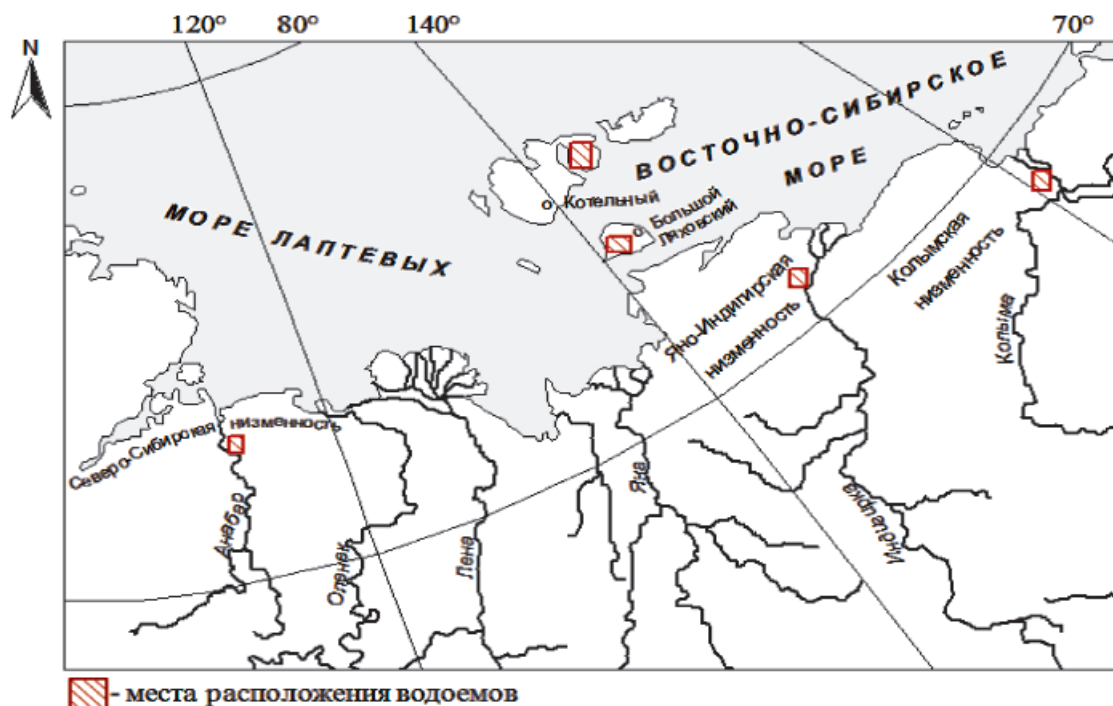 120° 80° 140° 70°
N
ВОСТОЧНО-СИБИРСКОЕ
МОРЕ
о Котельный
о Большой
Ляховский
МОРЕ ЛАПТЕВЫХ
Колымская
низменность
Яно-Индигирская
низменность
Колыма
Северо-Сибирская низменность
Анабар
Оленек
Лена
Яна
Индигирка
- места расположения водоемов